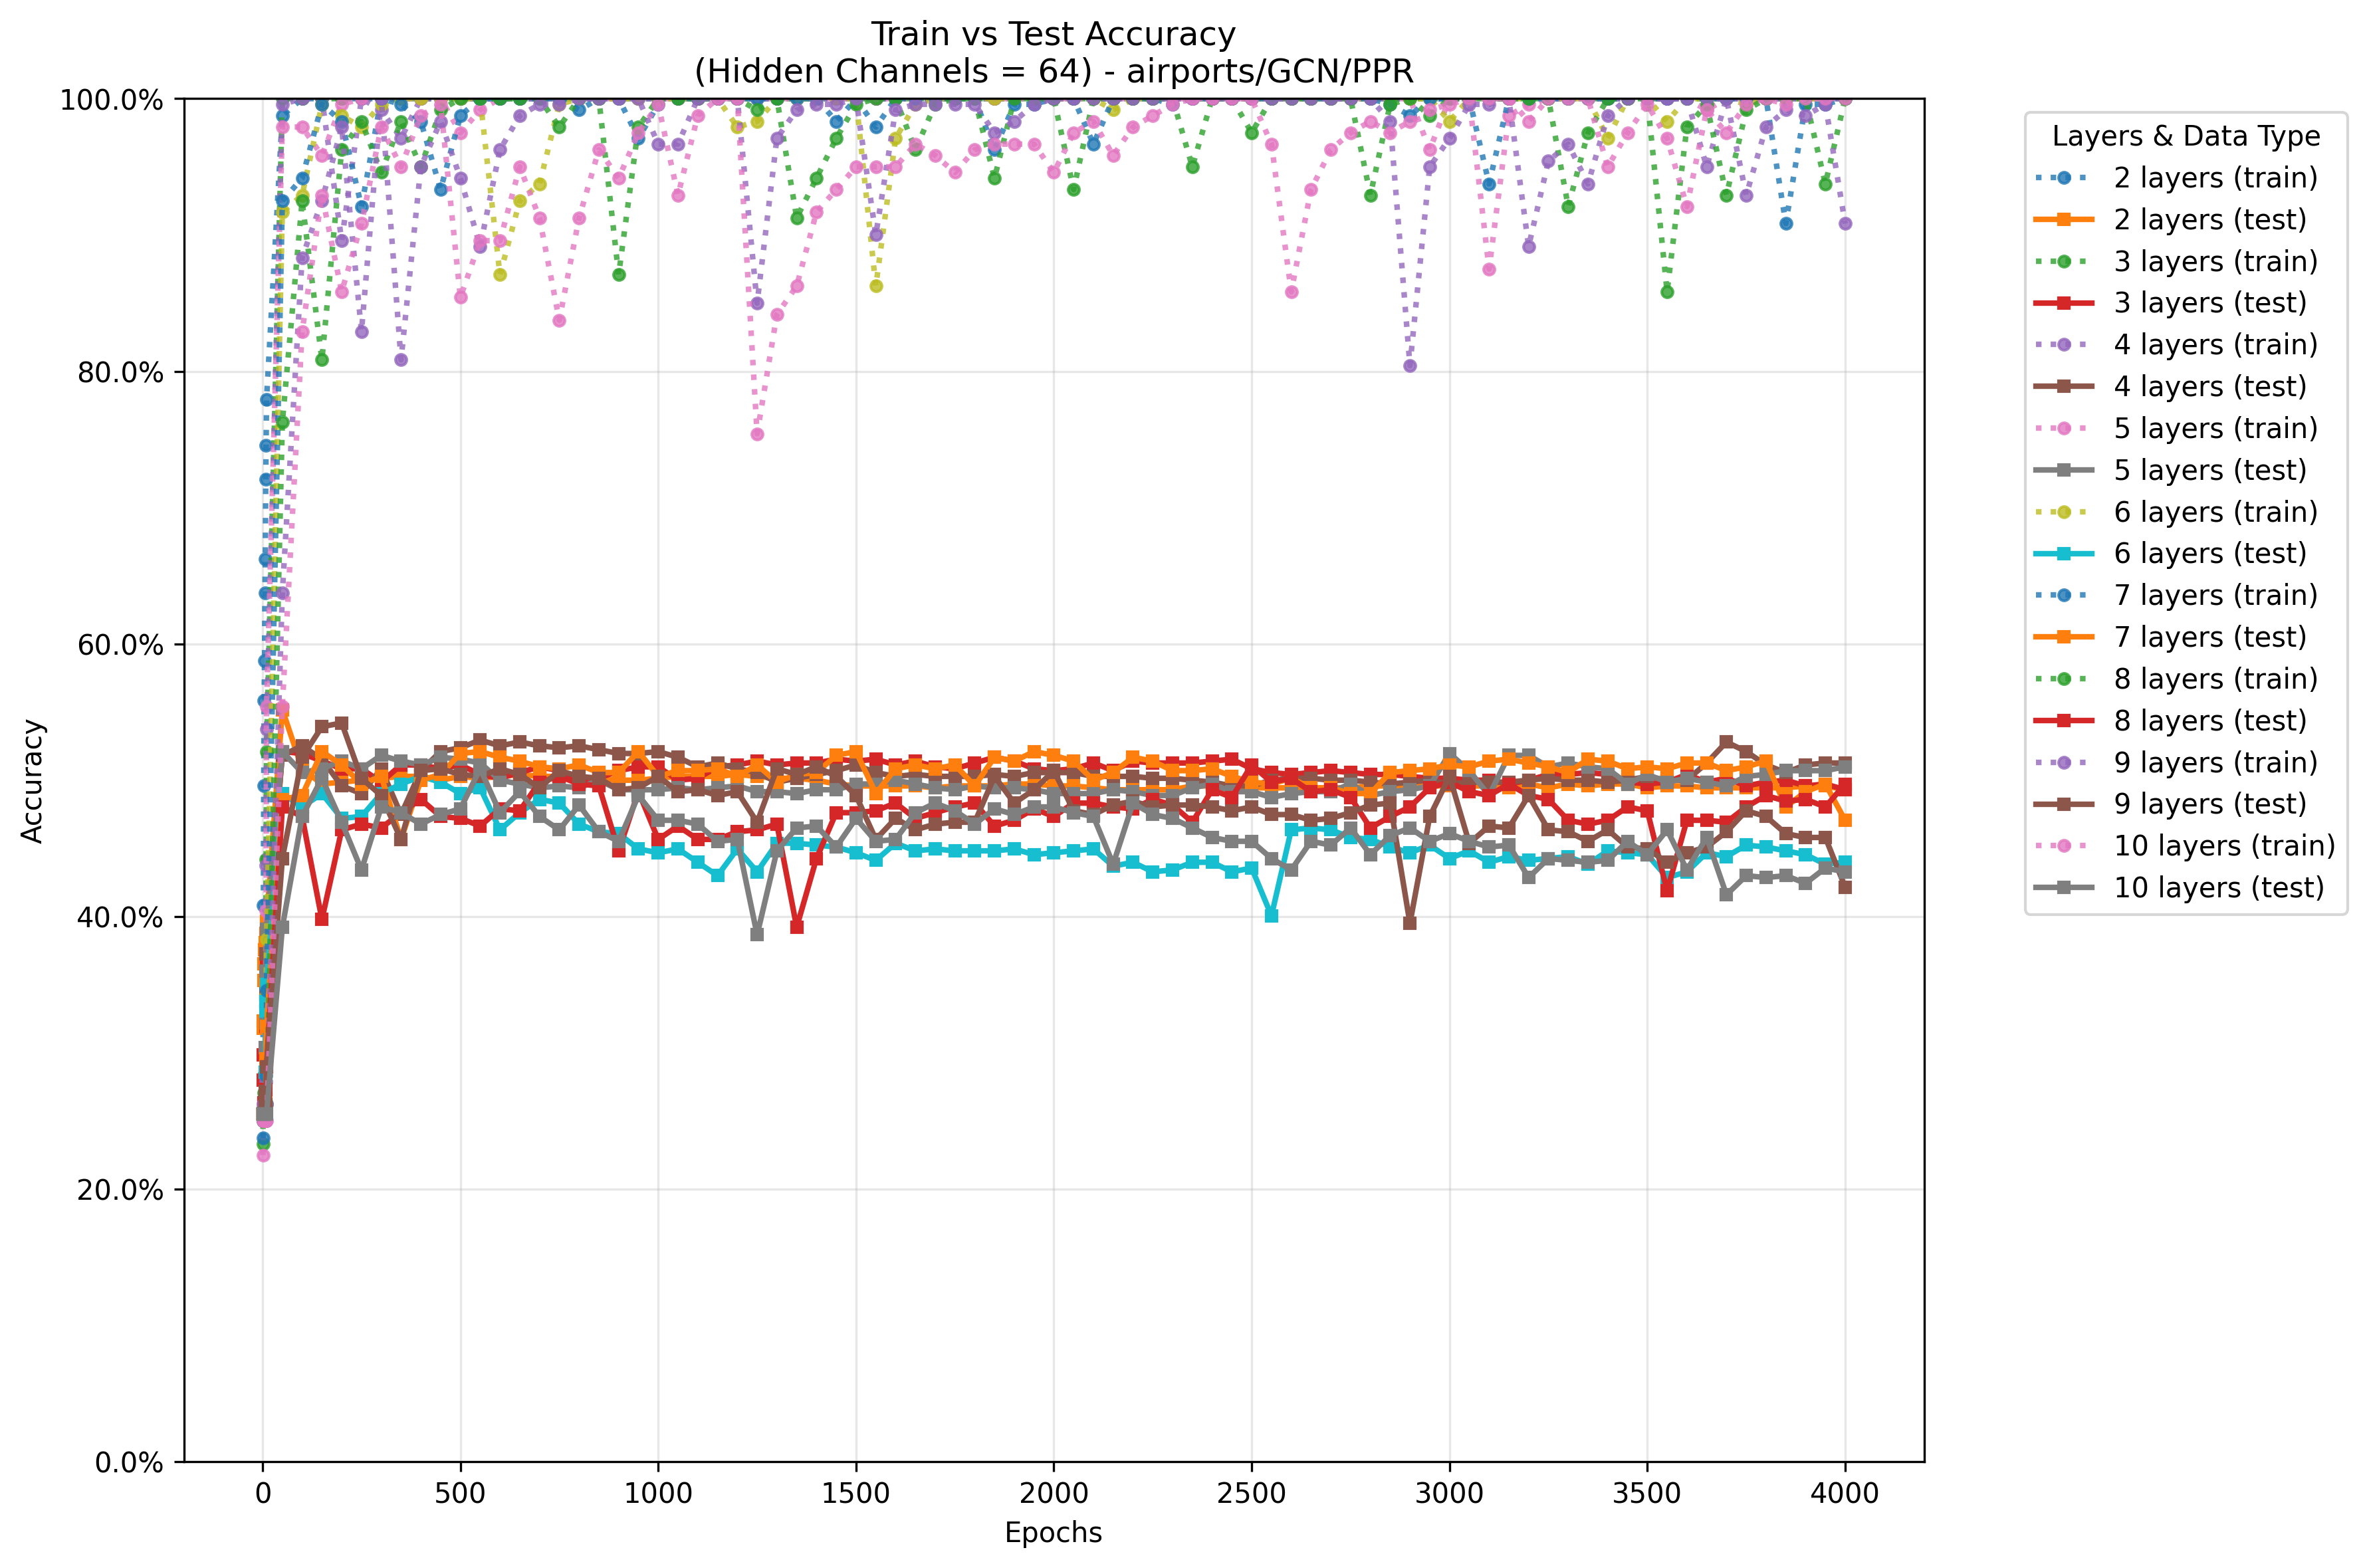 Train vs Test Accuracy
(Hidden Channels = 64) - airports/GCN/PPR
100.0%
80.0%
60.0%
40.0%
20.0%
0.0%
Accuracy
0
500
1000
1500
2000
2500
3000
3500
4000
Epochs
Layers & Data Type
2 layers (train)
2 layers (test)
3 layers (train)
3 layers (test)
4 layers (train)
4 layers (test)
5 layers (train)
5 layers (test)
6 layers (train)
6 layers (test)
7 layers (train)
7 layers (test)
8 layers (train)
8 layers (test)
9 layers (train)
9 layers (test)
10 layers (train)
10 layers (test)